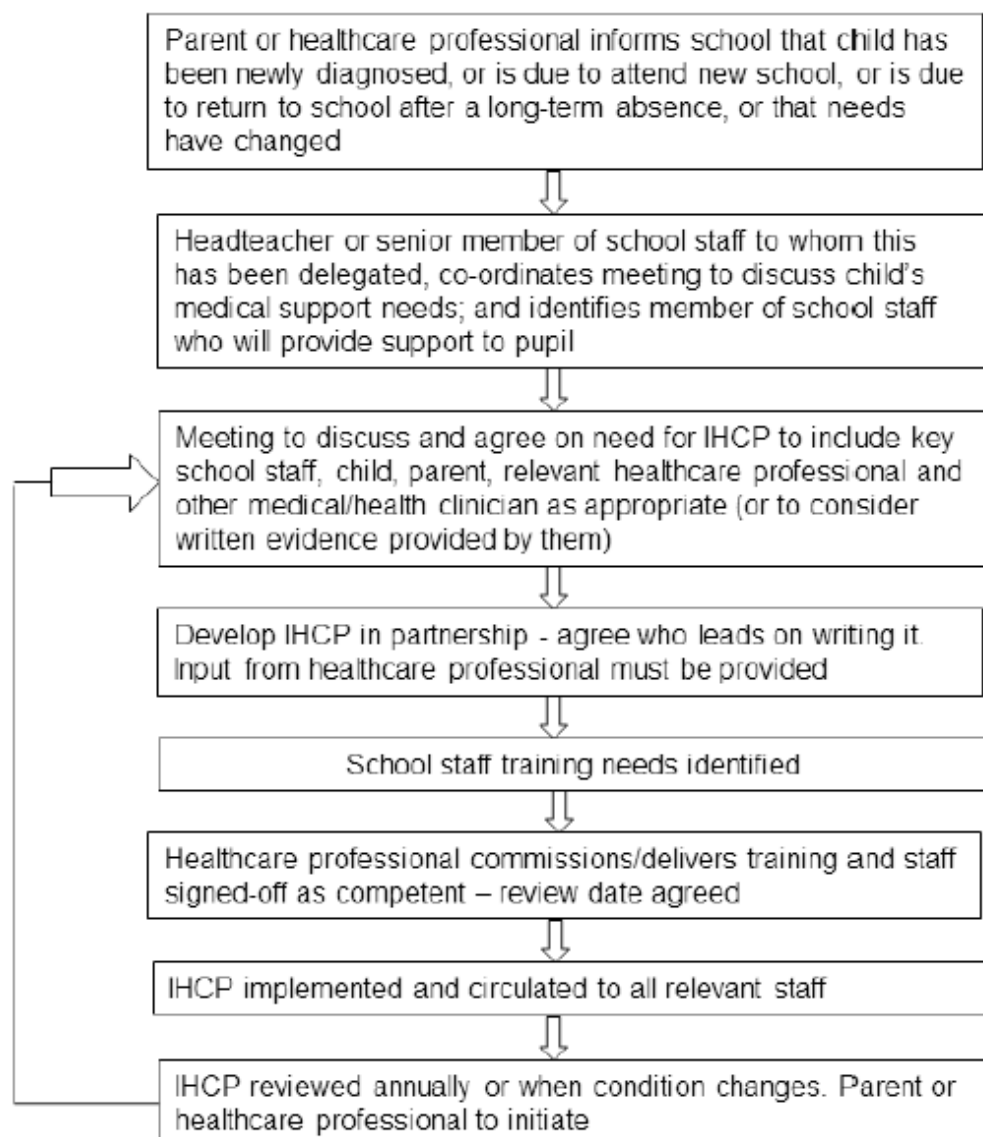 Parent or healthcare professional informs school that child has
been newly diagnosed, or is due to attend new school, or is due
to return to school after a long-term absence, or that needs
have changed
Headteacher or senior member of school staff to whom this
has been delegated, co-ordinates meeting to discuss child's
medical support needs; and identifies member of school staff
who will provide support to pupil
Meeting to discuss and agree on need for IHCP to include key
school staff, child, parent, relevant healthcare professional and
other medical/health clinician as appropriate (or to consider
written evidence provided by them)
Develop IHCP in partnership - agree who leads on writing it.
Input from healthcare professional must be provided
School staff training needs identified
Healthcare professional commissions/delivers training and staff
signed-off as competent – review date agreed
IHCP implemented and circulated to all relevant staff
IHCP reviewed annually or when condition changes. Parent or
healthcare professional to initiate